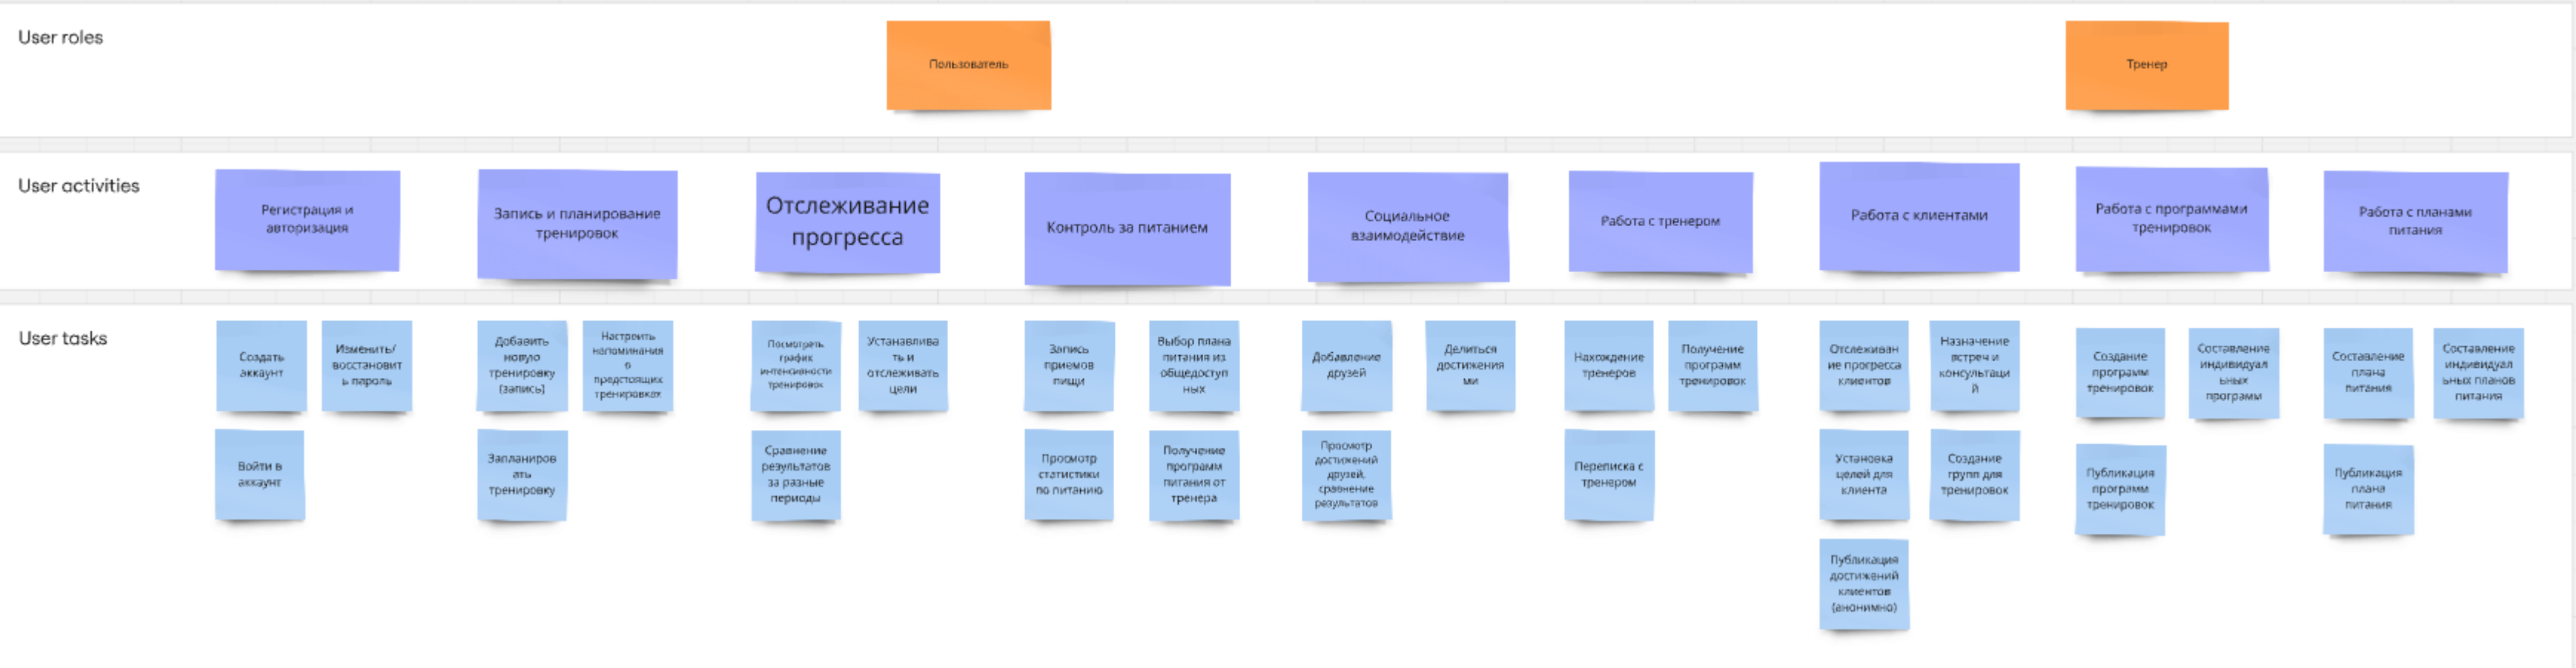 User roles
Пользователь
Тренер
User activities
Регистрация и
авторизация
Запись и планирование
тренировок
Отслеживание
прогресса
Контроль за питанием
Социальное
взаимодействие
Работа с тренером
Работа с клиентами
Работа с программами
тренировок
Работа с планами
питания
User tasks
Создать
аккаунт
Изменить/
восстановит
ь пароль
Войти в
аккаунт
Добавить
новую
тренировку
(запись)
Настроить
напоминания
о
предстоящих
тренировках
Запланиров
ать
тренировку
Посмотреть
график
интенсивности
тренировок
Устанавлива
ть и
отслеживать
цели
Сравнение
результатов
за разные
периоды
Запись
приемов
пищи
Выбор плана
питания из
общедоступ
ных
Просмотр
статистики
по питанию
Получение
программ
питания от
тренера
Добавление
друзей
Делиться
достижения
ми
Просмотр
достижений
друзей,
сравнение
результатов
Нахождение
тренеров
Получение
программ
тренировок
Переписка с
тренером
Отслеживан
ие прогресса
клиентов
Назначение
встреч и
консультаци
й
Установка
целей для
клиента
Создание
групп для
тренировок
Публикация
достижений
клиентов
(анонимно)
Создание
программ
тренировок
Составление
индивидуал
ьных
программ
Публикация
программ
тренировок
Составление
плана
питания
Составление
индивидуал
ьных планов
питания
Публикация
плана
питания